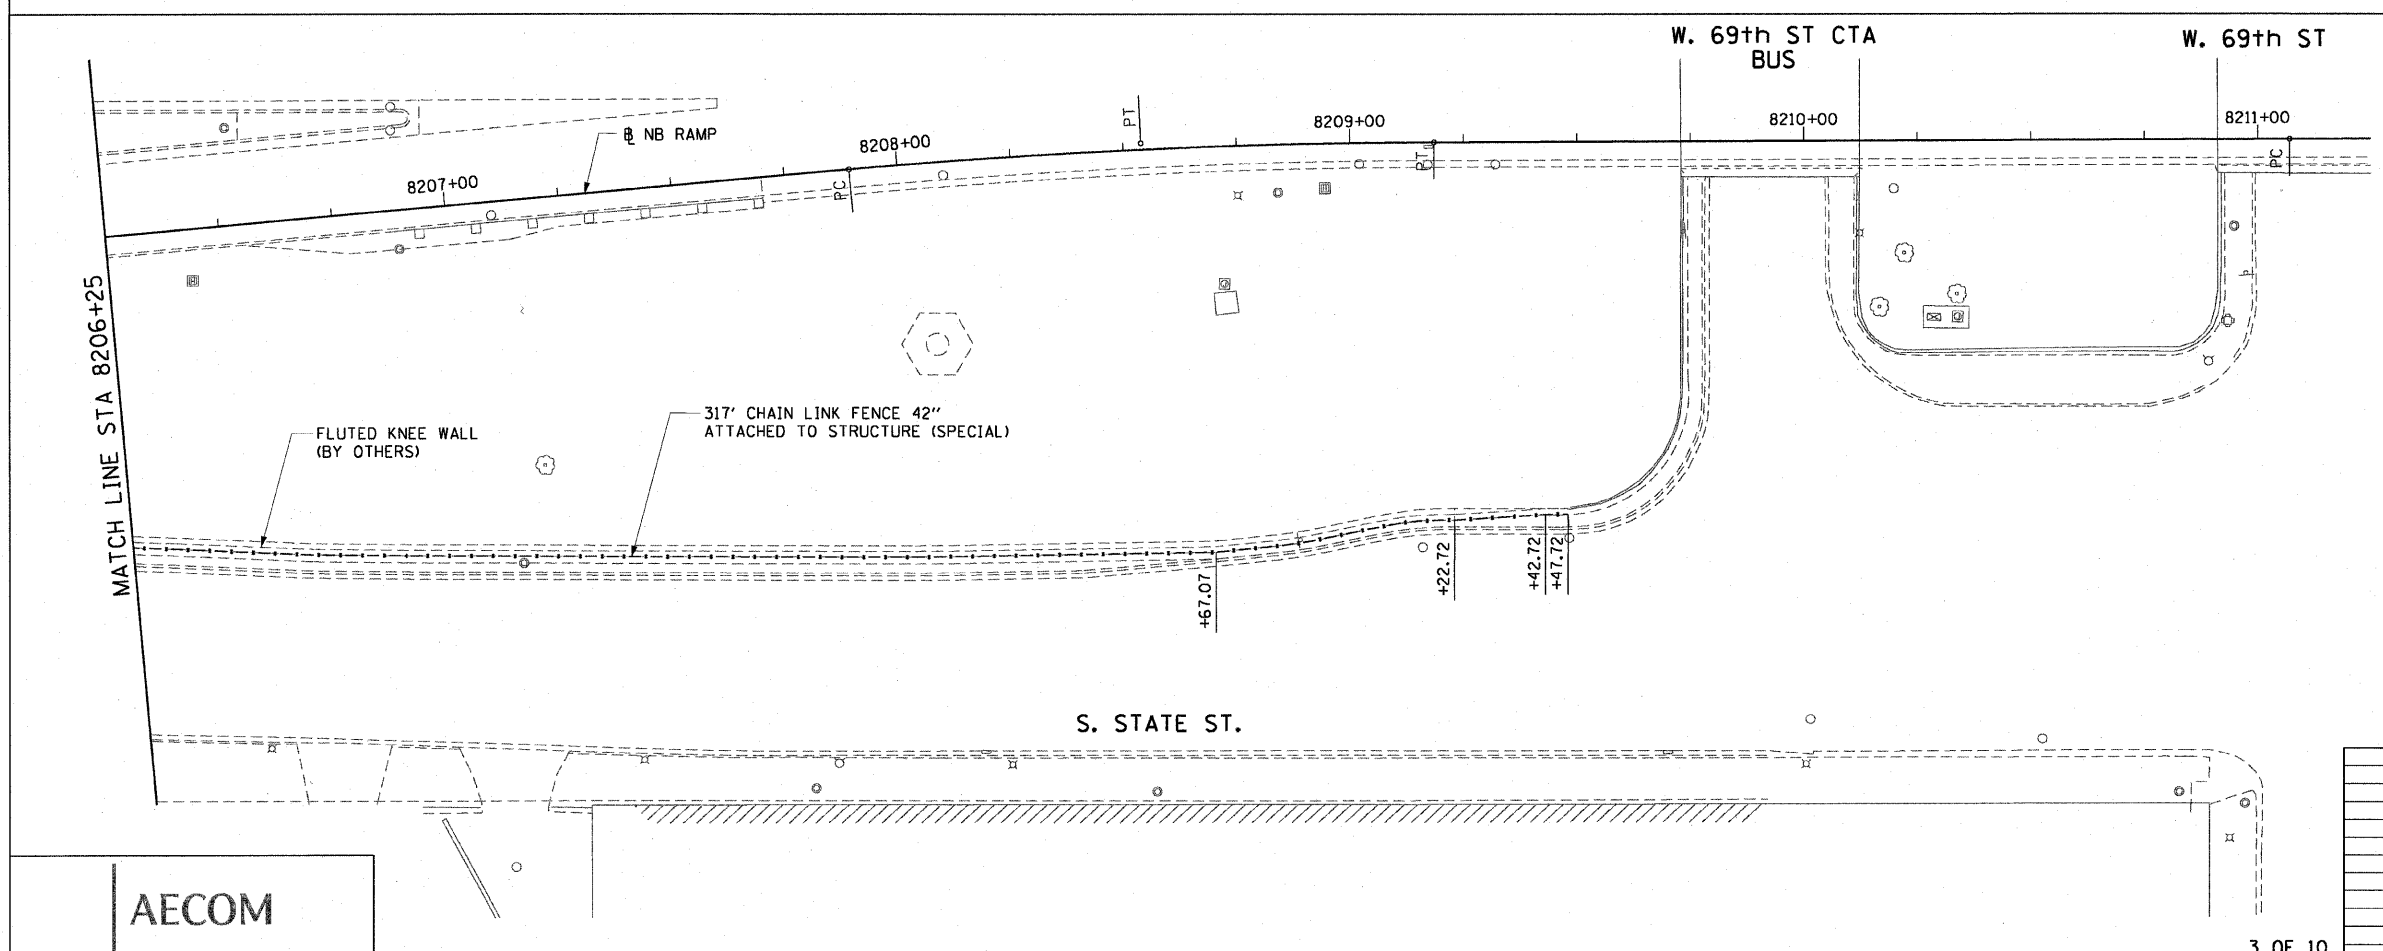 W. 69th ST CTA
BUS
W. 69th ST
NB RAMP
8207+00
8208+00
8209+00
8210+00
8211+00
PC
PT
PT
PC
MATCH LINE STA 8206+25
FLUTED KNEE WALL
(BY OTHERS)
317' CHAIN LINK FENCE 42"
ATTACHED TO STRUCTURE (SPECIAL)
+67.07
+22.72
+42.72
+47.72
S. STATE ST.
AECOM
3 OF 10